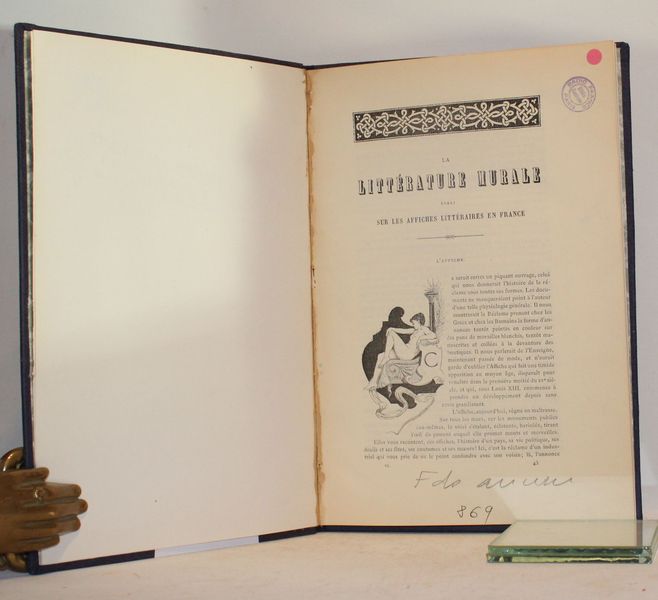 LA
LITTÉRATURE MURALE
ESSAI
SUR LES AFFICHES LITTÉRAIRES EN FRANCE
L'AFFICHE.
e serait certes un piquant ouvrage, celui
qui nous donnerait l'histoire de la ré-
clame sous toutes ses formes. Les docu-
ments ne manqueraient point à l'auteur
d'une telle physiologie générale. Il nous
montrerait la Réclame prenant chez les
Grecs et chez les Romains la forme d'an-
nonces tantôt peintes en couleur sur
des pans de murailles blanchis, tantôt ma-
nuscrites et collées à la devanture des
boutiques. Il nous parlerait de l'Enseigne,
maintenant passée de mode, et n'aurait
garde d'oublier l'Affiche qui fait une timide
apparition au moyen âge, disparaît pour
renaître dans la première moitié du siècle,
et qui, sous Louis XIII, commence à
prendre un développement depuis sans
cesse grandissant.
L'affiche, aujourd'hui, règne en maîtresse.
Sur tous les murs, sur les monuments publics
eux-mêmes, la voici s'étalant, éclatante, bariolée, tirant
l'œil du passant auquel elle promet monts et merveilles.
Elles vous racontent, ces affiches, l'histoire d'un pays, sa vie politique, ses
deuils et ses fêtes, ses coutumes et ses mœurs! Ici, c'est la réclame d'un indus-
triel qui vous prie de ne le point confondre avec son voisin; là, l'annonce
43
869